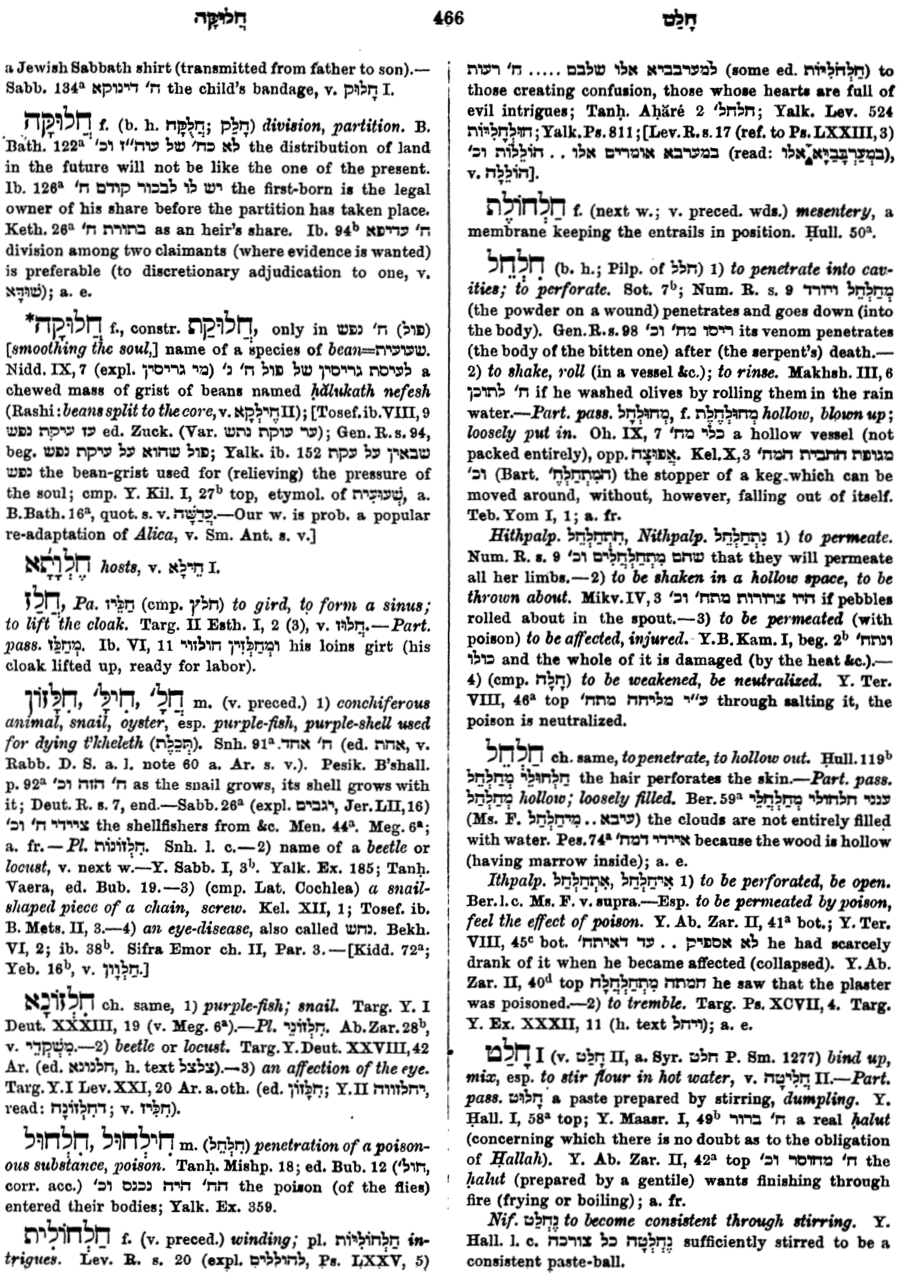 חֲלוּקָה 466 חָלַט
a Jewish Sabbath shirt (transmitted from father to son).—
Sabb. 134ª ח' דינוקא the child's bandage, v. חָלוּק I.
חֲלוּקָּה f. (b. h. חֲלֻקָּה; חָלַק) division, partition. B.
Bath. 122ª לא כח' של עוה"ז וכ' the distribution of land
in the future will not be like the one of the present.
Ib. 126ª יש לו לבכור קודם ח' the first-born is the legal
owner of his share before the partition has taken place.
Keth. 26ª בתורת ח' as an heir's share. Ib. 94ᵇ ח' עדיפא
division among two claimants (where evidence is wanted)
is preferable (to discretionary adjudication to one, v.
שׁוּדָא); a. e.
*חֲלוּקָה f., constr. חֲלוּקַת, only in ח' נפש (פול)
[smoothing the soul,] name of a species of bean=שעועית.
Nidd. IX, 7 (expl. מי גריסין) לעיסת גריסין של פול ח' נ' a
chewed mass of grist of beans named ḥălukath nefesh
(Rashi: beans split to the core, v. חֲילָקָא II); [Tosef. ib. VIII, 9
עז עיקת נפש ed. Zuck. (Var. ער עוקת נתש); Gen. R. s. 94,
beg. פול שהוא על עיקת נפש; Yalk. ib. 152 שבאין על עקת
נפש the bean-grist used for (relieving) the pressure of
the soul; cmp. Y. Kil. I, 27ᵇ top, etymol. of שְׁעוּעִית, a.
B. Bath. 16ª, quot. s. v. עֲדָשָׁה.—Our w. is prob. a popular
re-adaptation of Alica, v. Sm. Ant. s. v.]
חֶלְוָתָא hosts, v. חֵילָא I.
חֲלַז, Pa. חַלֵּיז (cmp. חלץ) to gird, to form a sinus;
to lift the cloak. Targ. II Esth. I, 2 (3), v. חֲלוּז.—Part.
pass. מְחַלַּז. Ib. VI, 11 ומְחַלְּזִין חולזוי his loins girt (his
cloak lifted up, ready for labor).
חִלָּזוֹן, חִיל', חָל' m. (v. preced.) 1) conchiferous
animal, snail, oyster, esp. purple-fish, purple-shell used
for dying t'kheleth (תְּכֵלֶת). Snh. 91ª ח' אחד (ed. אחת, v.
Rabb. D. S. a. l. note 60 a. Ar. s. v.). Pesik. B'shall.
p. 92ª ח' הזה וכ' as the snail grows, its shell grows with
it; Deut. R. s. 7, end.—Sabb. 26ª (expl. יגבים, Jer. LII, 16)
ציידי ח' וכ' the shellfishers from &c. Men. 44ª. Meg. 6ª;
a. fr.—Pl. חִלְזוֹנוֹת. Snh. l. c.—2) name of a beetle or
locust, v. next w.—Y. Sabb. I, 3ᵇ. Yalk. Ex. 185; Tanḥ.
Vaera, ed. Bub. 19.—3) (cmp. Lat. Cochlea) a snail-
shaped piece of a chain, screw. Kel. XII, 1; Tosef. ib.
B. Mets. II, 3.—4) an eye-disease, also called נחש. Bekh.
VI, 2; ib. 38ᵇ. Sifra Emor ch. II, Par. 3.—[Kidd. 72ª;
Yeb. 16ᵇ, v. חַלְּזוֹן.]
חִלְזוֹנָא ch. same, 1) purple-fish; snail. Targ. Y. I
Deut. XXXIII, 19 (v. Meg. 6ª).—Pl. חִלְזוֹנֵי. Ab. Zar. 28ᵇ,
v. מַשְׁקְדֵי.—2) beetle or locust. Targ. Y. Deut. XXVIII, 42
Ar. (ed. חלנונא, h. text צלצל).—3) an affection of the eye.
Targ. Y. I Lev. XXI, 20 Ar. a. oth. (ed. חִלָּזוֹן; Y. II יחלזווה,
read: דחִלְּזוֹנָה; v. חַלֵּיז).
חִילְחוּל, חִלְחוּל m. (חִלְחֵל) penetration of a poison-
ous substance, poison. Tanḥ. Mishp. 18; ed. Bub. 12 (חול',
corr. acc.) חח' היה נכנס וכ' the poison (of the flies)
entered their bodies; Yalk. Ex. 359.
חַלְחוֹלִית f. (v. preced.) winding; pl. חַלְחוֹלִיּוֹת in-
trigues. Lev. R. s. 20 (expl. להוללים, Ps. LXXV, 5)
למערבביא אלו שלבם ..... ח' רעות (some ed. חַלְחֹלִיּוֹת) to
those creating confusion, those whose hearts are full of
evil intrigues; Tanḥ. Aḥăré 2 חלחל'; Yalk. Lev. 524
חוּלְחֲלִיּוֹת; Yalk. Ps. 811; [Lev. R. s. 17 (ref. to Ps. LXXIII, 3)
במערבא אומרים אלו .. הוֹלֵלוֹת וכ' (read: בִּמְעַרְבָּבַיָּא אלו),
v. הוֹלֵלָה].
חַלְחוֹלֶת f. (next w.; v. preced. wds.) mesentery, a
membrane keeping the entrails in position. Ḥull. 50ª.
חִלְחֵל (b. h.; Pilp. of חלל) 1) to penetrate into cav-
ities; to perforate. Sot. 7ᵇ; Num. R. s. 9 מְחַלְחֵל ויורד
(the powder on a wound) penetrates and goes down (into
the body). Gen. R. s. 98 ריסו מח' וכ' its venom penetrates
(the body of the bitten one) after (the serpent's) death.—
2) to shake, roll (in a vessel &c.); to rinse. Makhsh. III, 6
ח' לתוכן if he washed olives by rolling them in the rain
water.—Part. pass. מְחוּלְחָל, f. מְחוּלְחֶלֶת hollow, blown up;
loosely put in. Oh. IX, 7 כלי מח' a hollow vessel (not
packed entirely), opp. אֲפוּצָה. Kel. X, 3 מגופת חחבית המח'
וכ' (Bart. הַמִּתְחַלְחֶ') the stopper of a keg which can be
moved around, without, however, falling out of itself.
Teb. Yom I, 1; a. fr.
Hithpalp. הִתְחַלְחֵל, Nithpalp. נִתְחַלְחֵל 1) to permeate.
Num. R. s. 9 שהם מִתְחַלְחֲלִים וכ' that they will permeate
all her limbs.—2) to be shaken in a hollow space, to be
thrown about. Mikv. IV, 3 היו צרורות מתח' וכ' if pebbles
rolled about in the spout.—3) to be permeated (with
poison) to be affected, injured. Y. B. Kam. I, beg. 2ᵇ ונתח'
כולו and the whole of it is damaged (by the heat &c.).—
4) (cmp. חָלָה) to be weakened, be neutralized. Y. Ter.
VIII, 46ª top ע"י מליחה מתח' through salting it, the
poison is neutralized.
חַלְחֵל ch. same, to penetrate, to hollow out. Ḥull. 119ᵇ
חַלְחוּלֵי מְחַלְחֵל the hair perforates the skin.—Part. pass.
מְחַלְחַל hollow; loosely filled. Ber. 59ª ענני חלחולי מְחַלְחֲלֵי
(Ms. F. עיבא .. מִיחַלְחַל) the clouds are not entirely filled
with water. Pes. 74ª איידי דמח' because the wood is hollow
(having marrow inside); a. e.
Ithpalp. אִתְחַלְחַל, אִיחַלְחַל 1) to be perforated, be open.
Ber. l. c. Ms. F. v. supra.—Esp. to be permeated by poison,
feel the effect of poison. Y. Ab. Zar. II, 41ª bot.; Y. Ter.
VIII, 45ᶜ bot. לא אספיק .. עד דאיתח' he had scarcely
drank of it when he became affected (collapsed). Y. Ab.
Zar. II, 40ᵈ top חמתה מִתְחַלְחֲלָה he saw that the plaster
was poisoned.—2) to tremble. Targ. Ps. XCVII, 4. Targ.
Y. Ex. XXXII, 11 (h. text ויחל); a. e.
חָלַט I (v. חֲלַט II, a. Syr. חלט P. Sm. 1277) bind up,
mix, esp. to stir flour in hot water, v. חֲלִיטָה II.—Part.
pass. חָלוּט a paste prepared by stirring, dumpling. Y.
Ḥall. I, 58ª top; Y. Maasr. I, 49ᵇ ח' ברור a real ḥalut
(concerning which there is no doubt as to the obligation
of Ḥallah). Y. Ab. Zar. II, 42ª top ח' מחוסר וכ' the
ḥalut (prepared by a gentile) wants finishing through
fire (frying or boiling); a. fr.
Nif. נֶחְלַט to become consistent through stirring. Y.
Ḥall. l. c. נֶחְלְטָה כל צורכה sufficiently stirred to be a
consistent paste-ball.